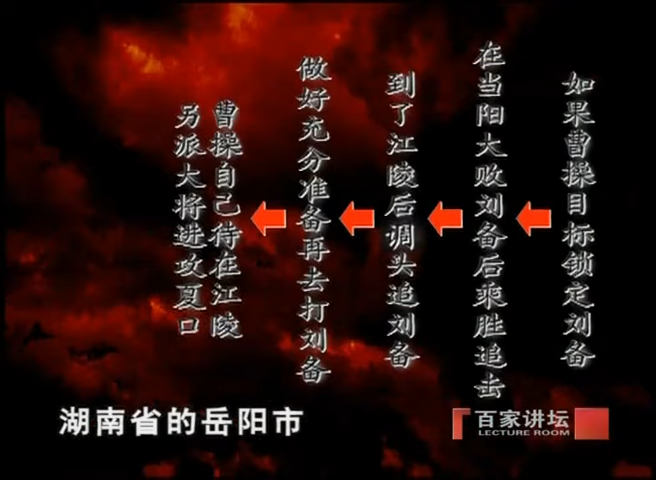 如果曹操目标锁定刘备
在当阳大败刘备后乘胜追击
到了江陵后调头追刘备
做好充分准备再去打刘备
曹操自己待在江陵
另派大将进攻夏口
湖南省的岳阳市
百家讲坛
LECTURE ROOM